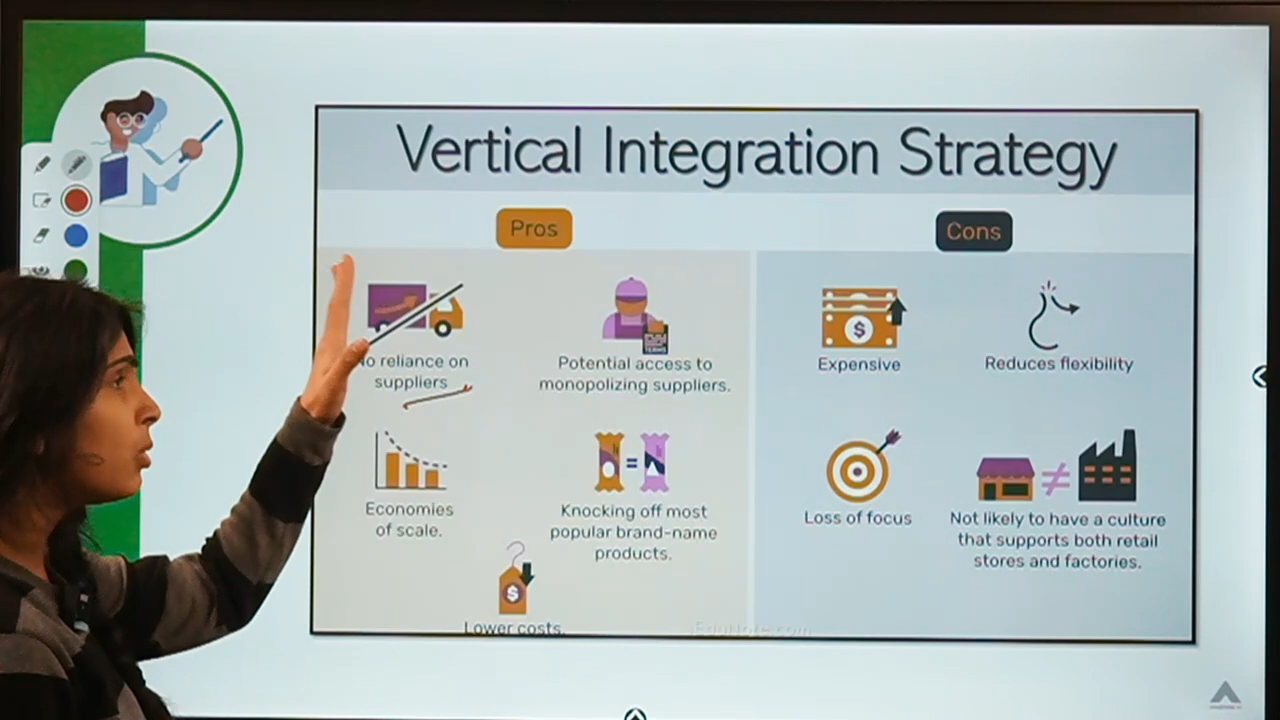 Vertical Integration Strategy
Pros
Cons
No reliance on
suppliers
Potential access to
monopolizing suppliers.
Expensive
Reduces flexibility
Economies
of scale.
Knocking off most
popular brand-name
products.
Loss of focus
Not likely to have a culture
that supports both retail
stores and factories.
Lower costs.